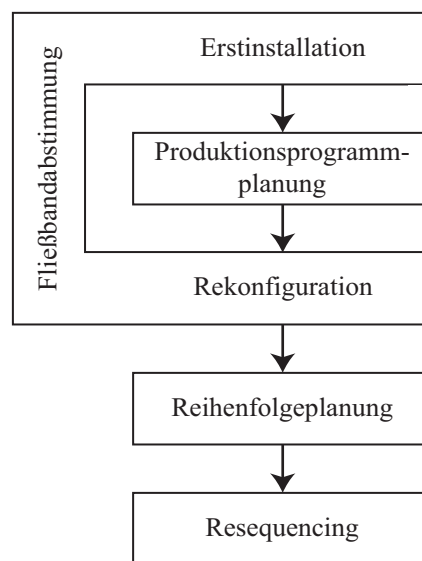 Erstinstallation
Fließbandabstimmung
Produktionsprogramm-
planung
Rekonfiguration
Reihenfolgeplanung
Resequencing